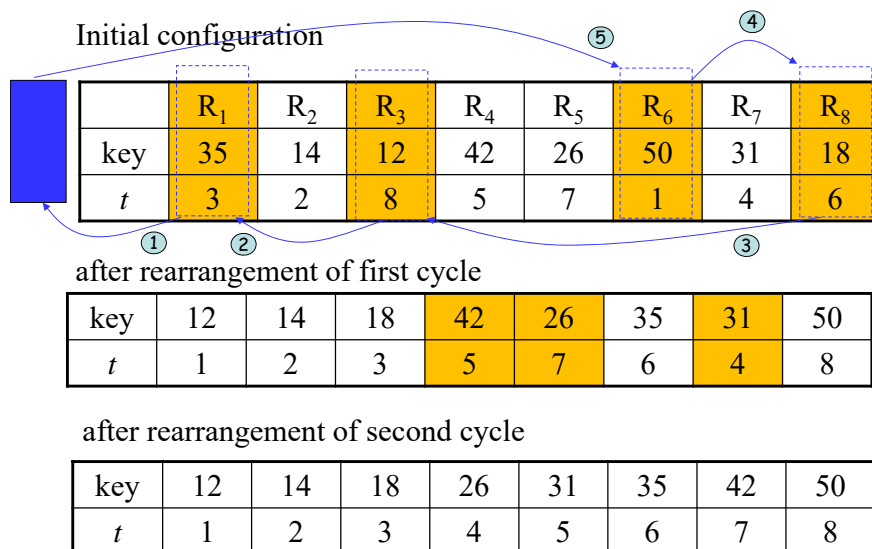 Initial configuration 5 4
R1 R2 R3 R4 R5 R6 R7 R8
key 35 14 12 42 26 50 31 18
t 3 2 8 5 7 1 4 6
1 2 3
after rearrangement of first cycle
key 12 14 18 42 26 35 31 50
t 1 2 3 5 7 6 4 8
after rearrangement of second cycle
key 12 14 18 26 31 35 42 50
t 1 2 3 4 5 6 7 8